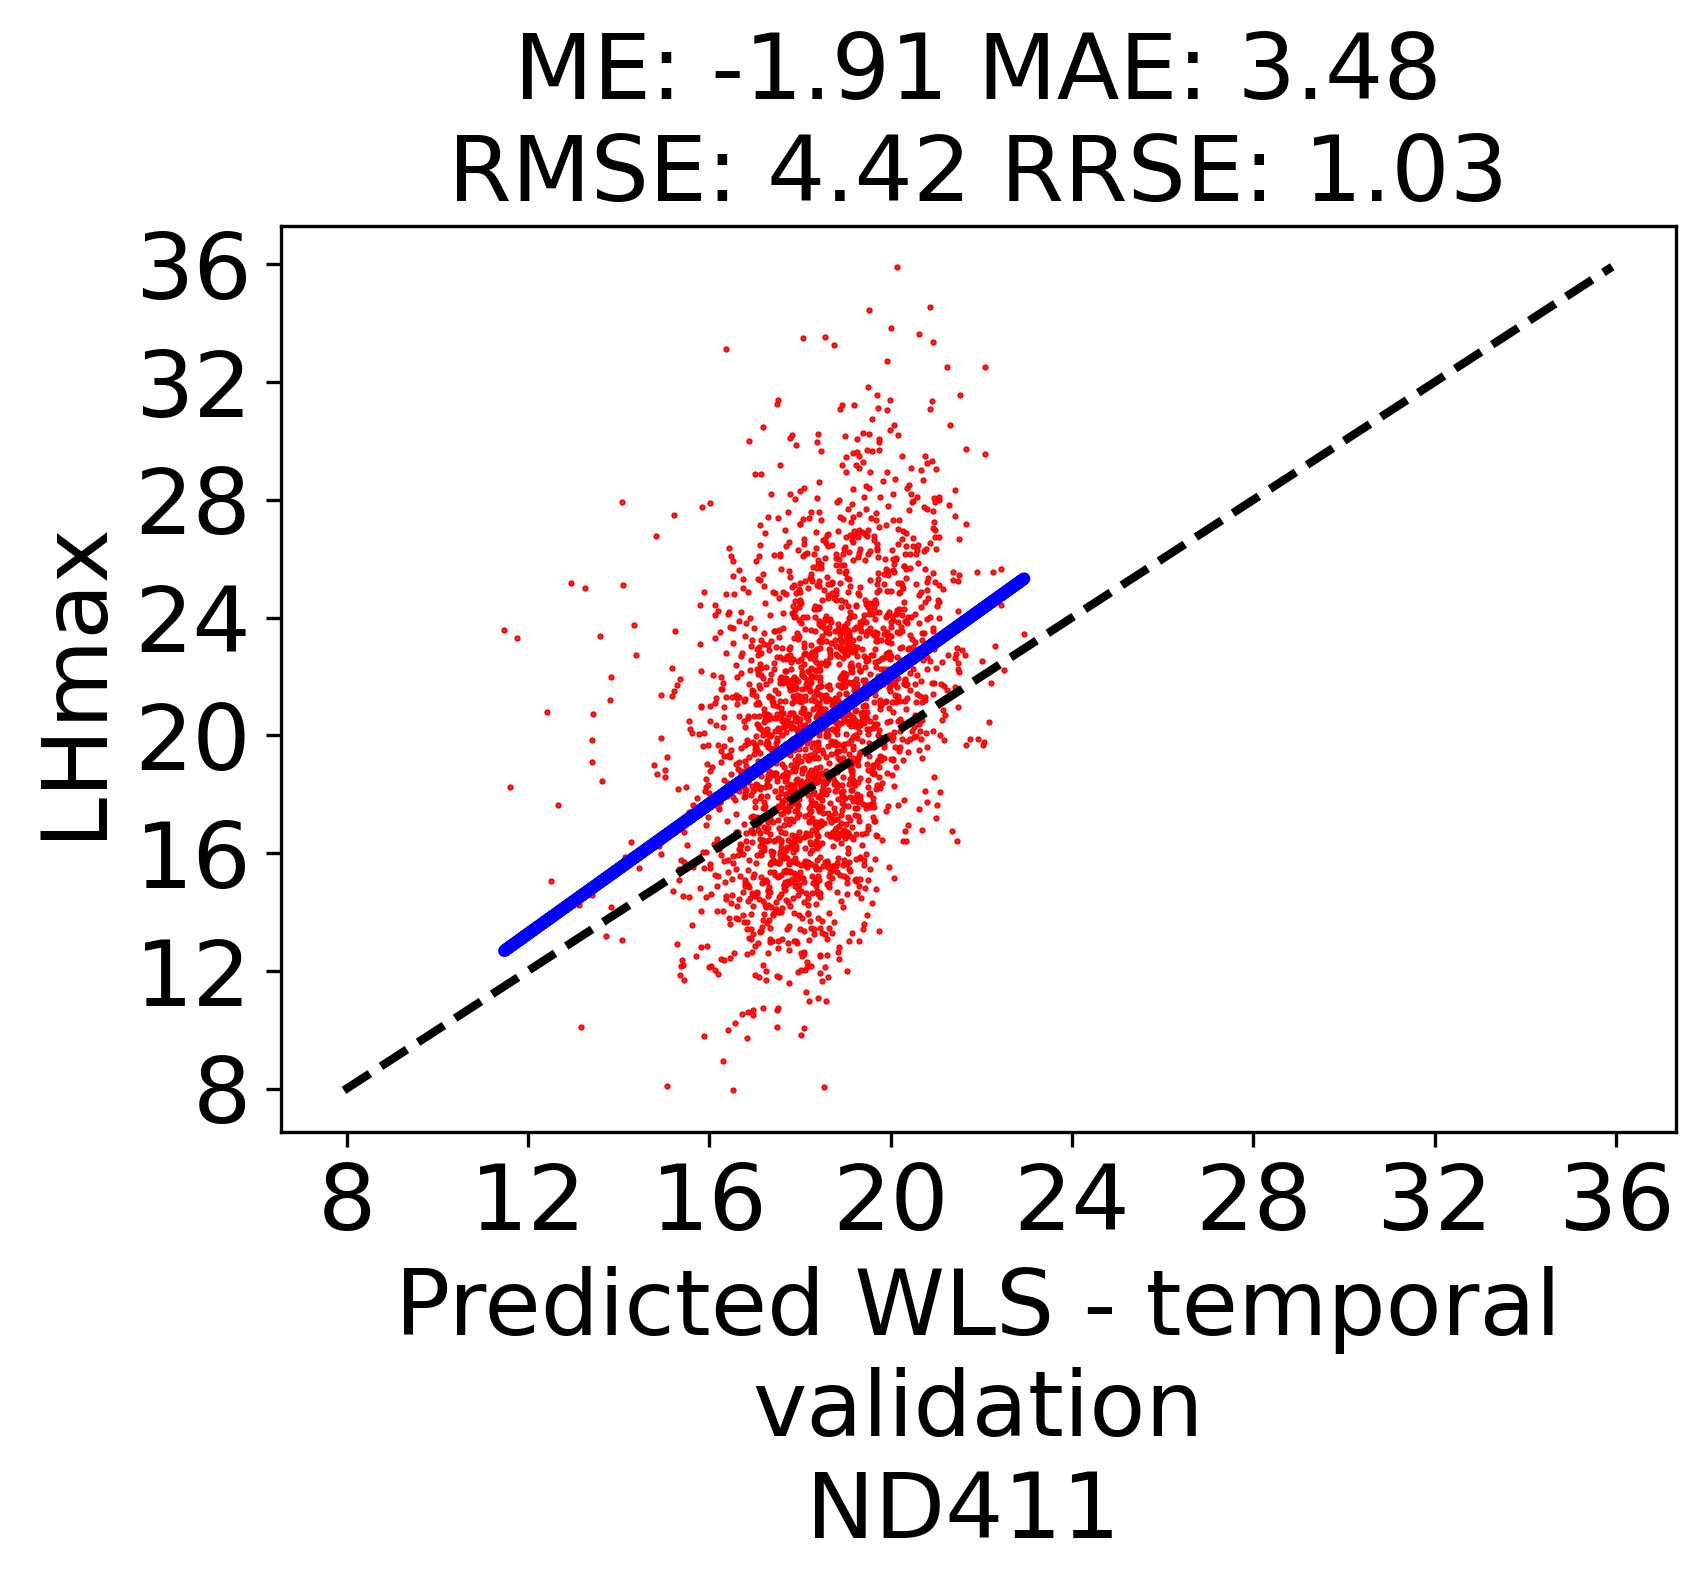 ME: -1.91 MAE: 3.48
RMSE: 4.42 RRSE: 1.03
LHmax
36
32
28
24
20
16
12
8
8 12 16 20 24 28 32 36
Predicted WLS - temporal
validation
ND411